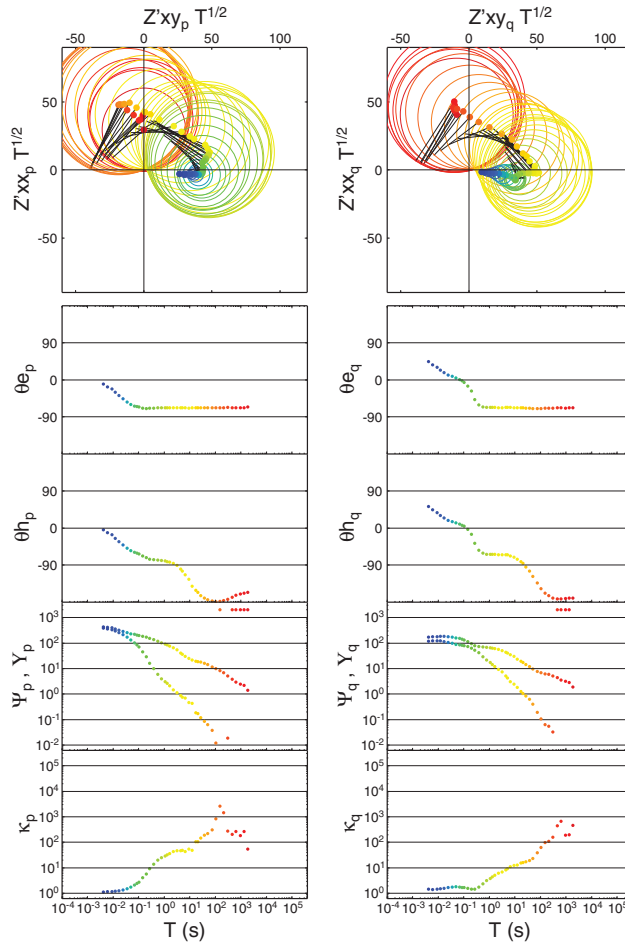 Z'xy_p T^1/2 Z'xy_q T^1/2
-50 0 50 100 -50 0 50 100
Z'xx_p T^1/2 50 0 -50
Z'xx_q T^1/2 50 0 -50
θe_p 90 0 -90
θe_q 90 0 -90
θh_p 90 0 -90
θh_q 90 0 -90
Ψ_p , Υ_p 10^3 10^2 10^1 10^0 10^-1 10^-2
Ψ_q , Υ_q 10^3 10^2 10^1 10^0 10^-1 10^-2
κ_p 10^5 10^4 10^3 10^2 10^1 10^0
κ_q 10^5 10^4 10^3 10^2 10^1 10^0
10^-4 10^-3 10^-2 10^-1 10^0 10^1 10^2 10^3 10^4 10^5
10^-4 10^-3 10^-2 10^-1 10^0 10^1 10^2 10^3 10^4 10^5
T (s) T (s)